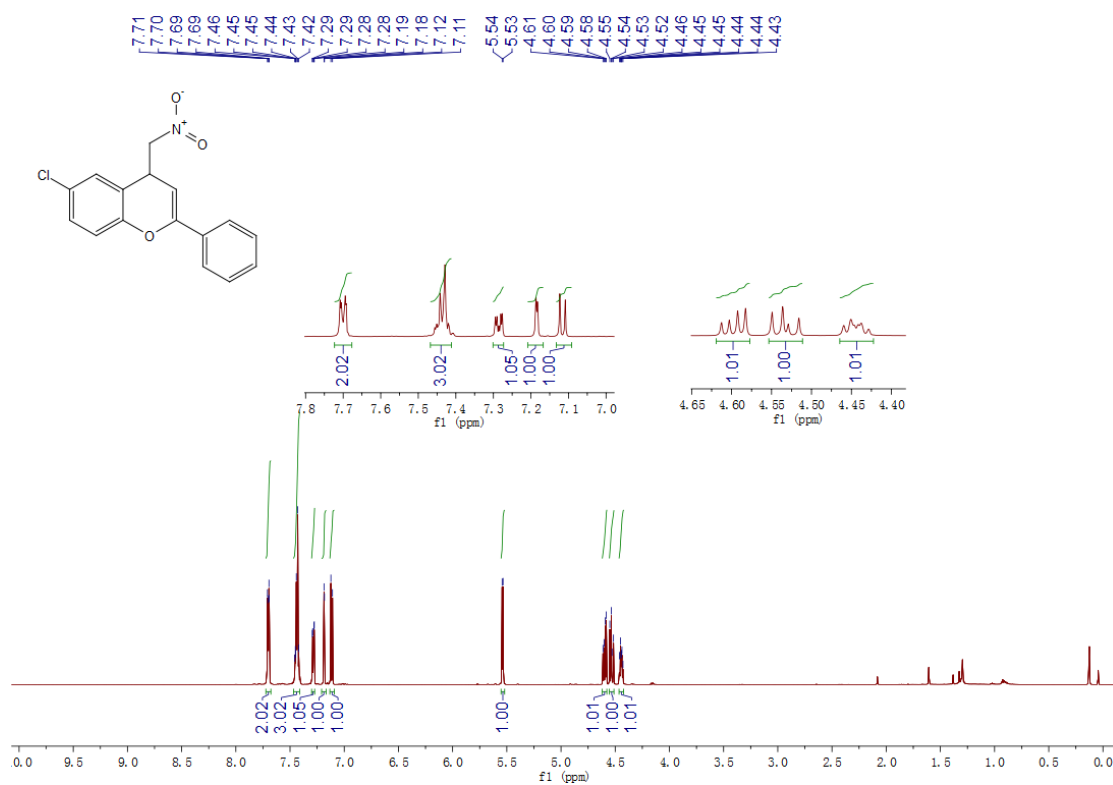 7.71 7.70 7.69 7.69 7.46 7.45 7.45 7.44 7.43 7.42 7.29 7.29 7.28 7.28 7.19 7.18 7.12 7.11 5.54 5.53 4.61 4.60 4.59 4.58 4.55 4.54 4.53 4.52 4.46 4.45 4.45 4.44 4.44 4.43
O-
N+
O
Cl
O
2.02 3.02 1.05 1.00 1.00
7.8 7.7 7.6 7.5 7.4 7.3 7.2 7.1 7.0
f1 (ppm)
1.01 1.00 1.01
4.65 4.60 4.55 4.50 4.45 4.40
f1 (ppm)
2.02 3.02 1.05 1.00 1.00 1.00 1.01 1.00 1.01
.0.0 9.5 9.0 8.5 8.0 7.5 7.0 6.5 6.0 5.5 5.0 4.5 4.0 3.5 3.0 2.5 2.0 1.5 1.0 0.5 0.0
f1 (ppm)